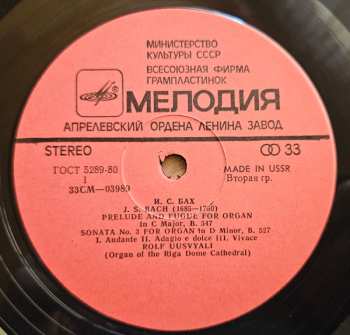 МИНИСТЕРСТВО
КУЛЬТУРЫ СССР
ВСЕСОЮЗНАЯ ФИРМА
ГРАМПЛАСТИНОК
МЕЛОДИЯ
АПРЕЛЕВСКИЙ ОРДЕНА ЛЕНИНА ЗАВОД
STEREO 33
ГОСТ 5289-80 MADE IN USSR
1 Вторая гр.
33СМ—03989
И. С. БАХ
J. S. BACH (1685—1750)
PRELUDE AND FUGUE FOR ORGAN
in C Major, B. 547
SONATA No. 3 FOR ORGAN in D Minor, B. 527
I. Andante II. Adagio e dolce III. Vivace
ROLF UUSVYALI
(Organ of the Riga Dome Cathedral)